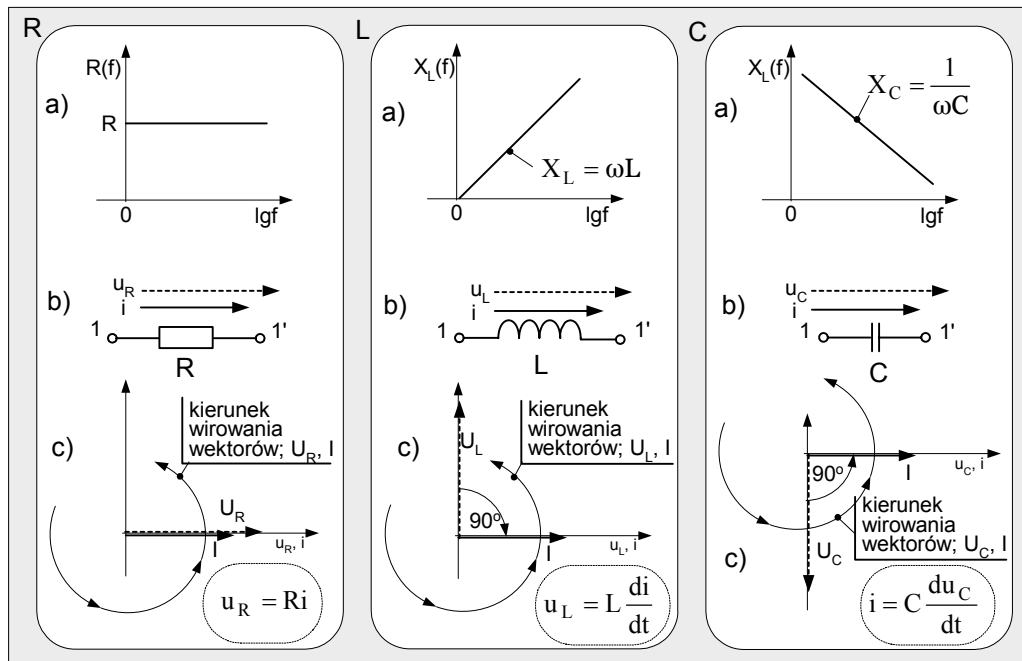 R
R(f)
a)
R
0
lgf
b)
u_R
i
1
1'
R
c)
kierunek
wirowania
wektorów; U_R, I
U_R
I
u_R, i
u_R = Ri
L
X_L(f)
a)
X_L = ωL
0
lgf
b)
u_L
i
1
1'
L
c)
kierunek
wirowania
wektorów; U_L, I
U_L
90º
I
u_L, i
u_L = L di/dt
C
X_L(f)
a)
X_C = 1/ωC
0
lgf
b)
u_C
i
1
1'
C
I
u_C, i
90º
kierunek
wirowania
wektorów; U_C, I
c)
U_C
i = C du_C/dt